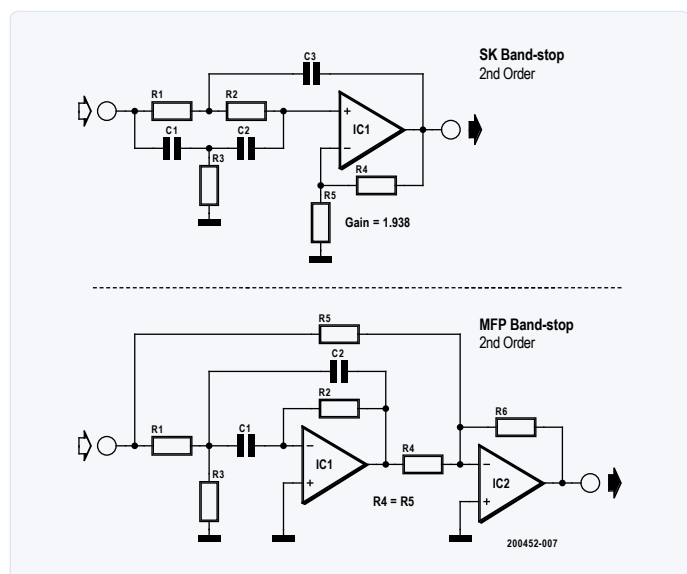 SK Band-stop
2nd Order
C3
R1
R2
C1
C2
R3
+
IC1
−
R4
R5
Gain = 1.938
MFP Band-stop
2nd Order
R5
C2
R2
R1
C1
R3
−
IC1
+
R4
R4 = R5
R6
−
IC2
+
200452-007